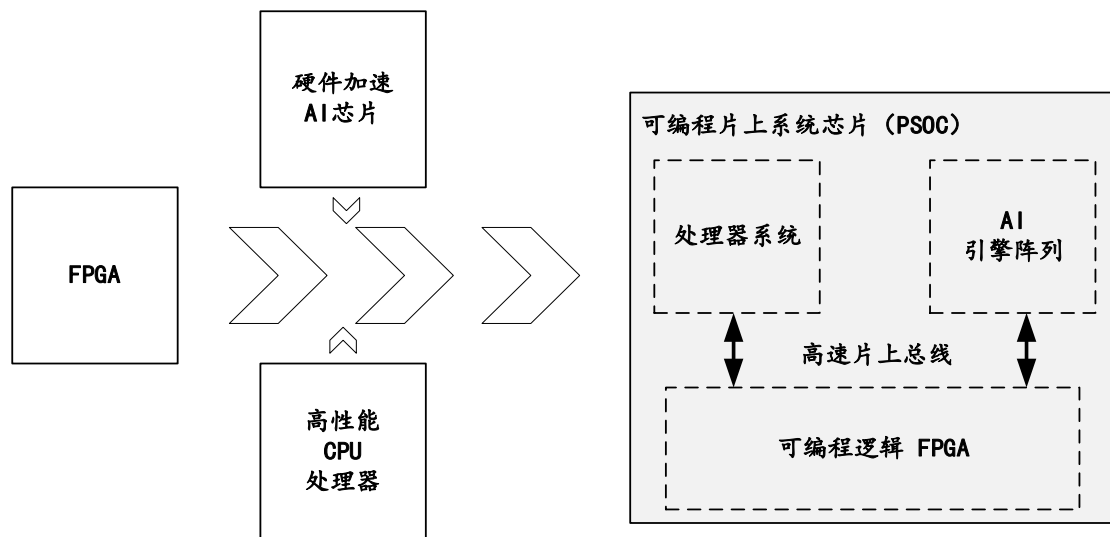 FPGA
硬件加速
AI芯片
高性能
CPU
处理器
可编程片上系统芯片（PSOC）
处理器系统
AI
引擎阵列
高速片上总线
可编程逻辑 FPGA